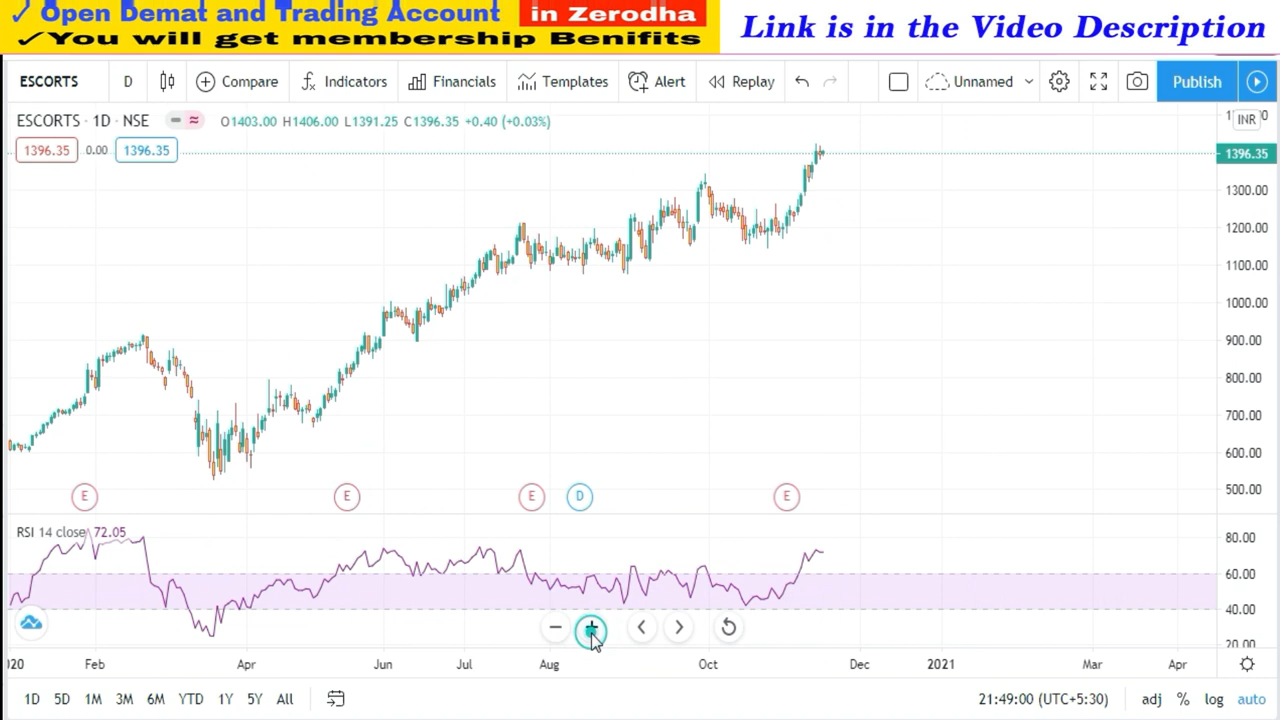 ✓ Open Demat and Trading Account in Zerodha
✓You will get membership Benifits
Link is in the Video Description
ESCORTS D Compare Indicators Financials Templates Alert Replay Unnamed Publish
ESCORTS · 1D · NSE O1403.00 H1406.00 L1391.25 C1396.35 +0.40 (+0.03%) INR
1396.35 0.00 1396.35 1396.35
1300.00
1200.00
1100.00
1000.00
900.00
800.00
700.00
600.00
500.00
E E E D E
RSI 14 close 72.05 80.00
60.00
40.00
20.00
Feb Apr Jun Jul Aug Oct Dec 2021 Mar Apr
1D 5D 1M 3M 6M YTD 1Y 5Y All 21:49:00 (UTC+5:30) adj % log auto